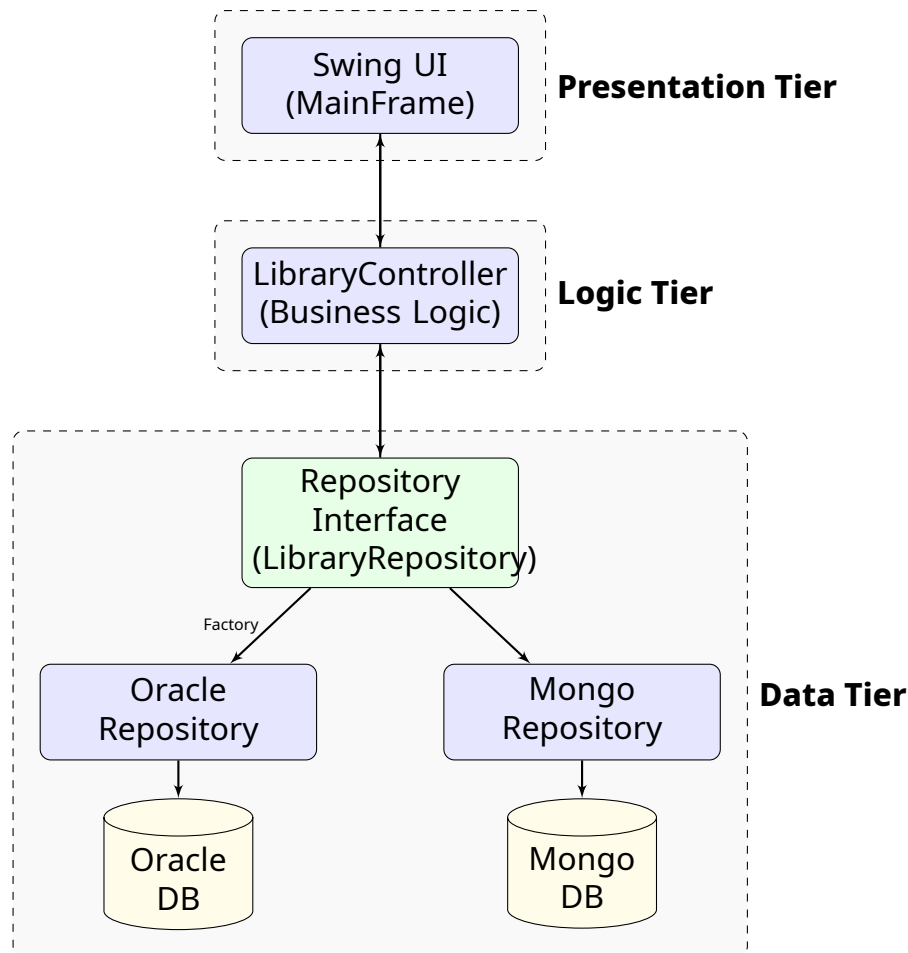 Swing UI
(MainFrame)
Presentation Tier
LibraryController
(Business Logic)
Logic Tier
Repository
Interface
(LibraryRepository)
Factory
Oracle
Repository
Mongo
Repository
Data Tier
Oracle
DB
Mongo
DB